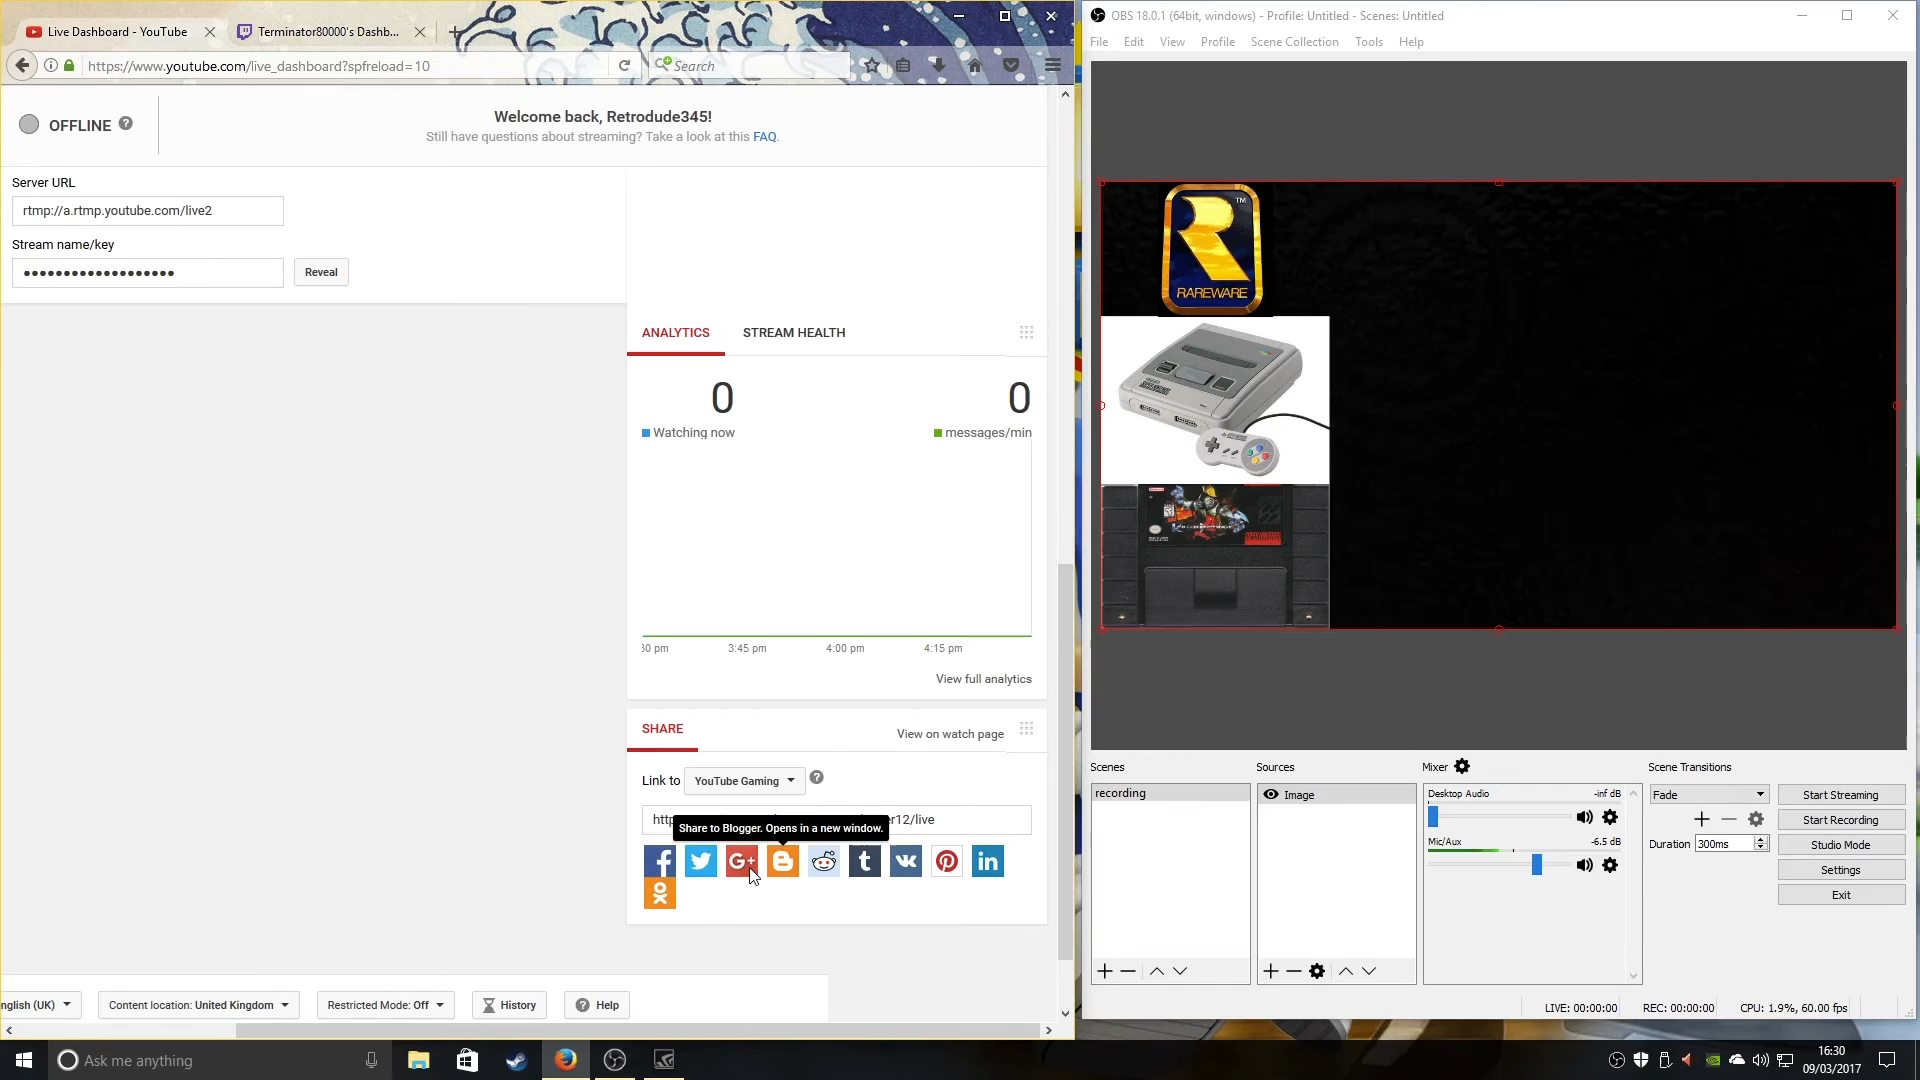 Live Dashboard - YouTube
Terminator80000's Dashb...
https://www.youtube.com/live_dashboard?spfreload=10
Search
OFFLINE
Welcome back, Retrodude345!
Still have questions about streaming? Take a look at this FAQ.
Server URL
rtmp://a.rtmp.youtube.com/live2
Stream name/key
Reveal
ANALYTICS
STREAM HEALTH
0
0
Watching now
messages/min
3:45 pm
4:00 pm
4:15 pm
View full analytics
SHARE
View on watch page
Link to
YouTube Gaming
er12/live
Share to Blogger. Opens in a new window.
Content location: United Kingdom
Restricted Mode: Off
History
Help
Ask me anything
OBS 18.0.1 (64bit, windows) - Profile: Untitled - Scenes: Untitled
File Edit View Profile Scene Collection Tools Help
TM
RAREWARE
Scenes
Sources
Mixer
Scene Transitions
recording
Image
Desktop Audio
-inf dB
Mic/Aux
-6.5 dB
Fade
Duration 300ms
Start Streaming
Start Recording
Studio Mode
Settings
Exit
LIVE: 00:00:00
REC: 00:00:00
CPU: 1.9%, 60.00 fps
16:30
09/03/2017